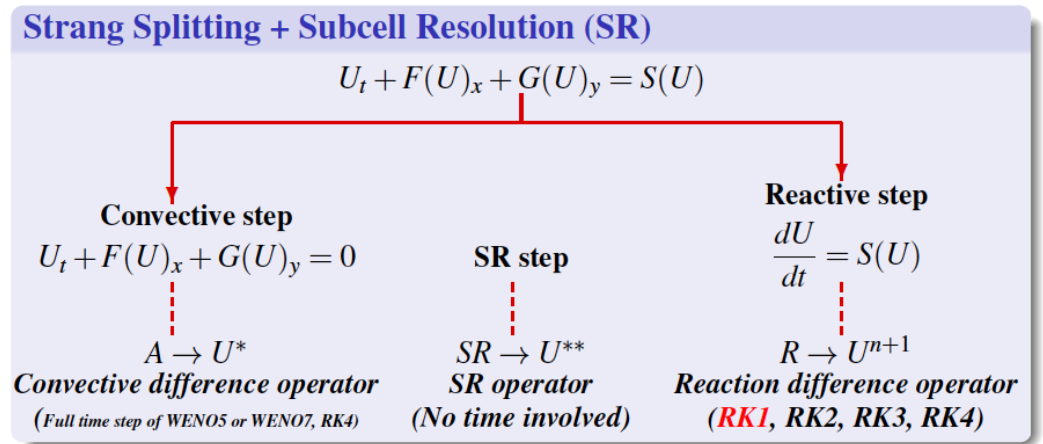 Strang Splitting + Subcell Resolution (SR)
U_t + F(U)_x + G(U)_y = S(U)
Convective step
U_t + F(U)_x + G(U)_y = 0
A → U*
Convective difference operator
(Full time step of WENO5 or WENO7, RK4)
SR step
SR → U**
SR operator
(No time involved)
Reactive step
dU/dt = S(U)
R → U^{n+1}
Reaction difference operator
(RK1, RK2, RK3, RK4)